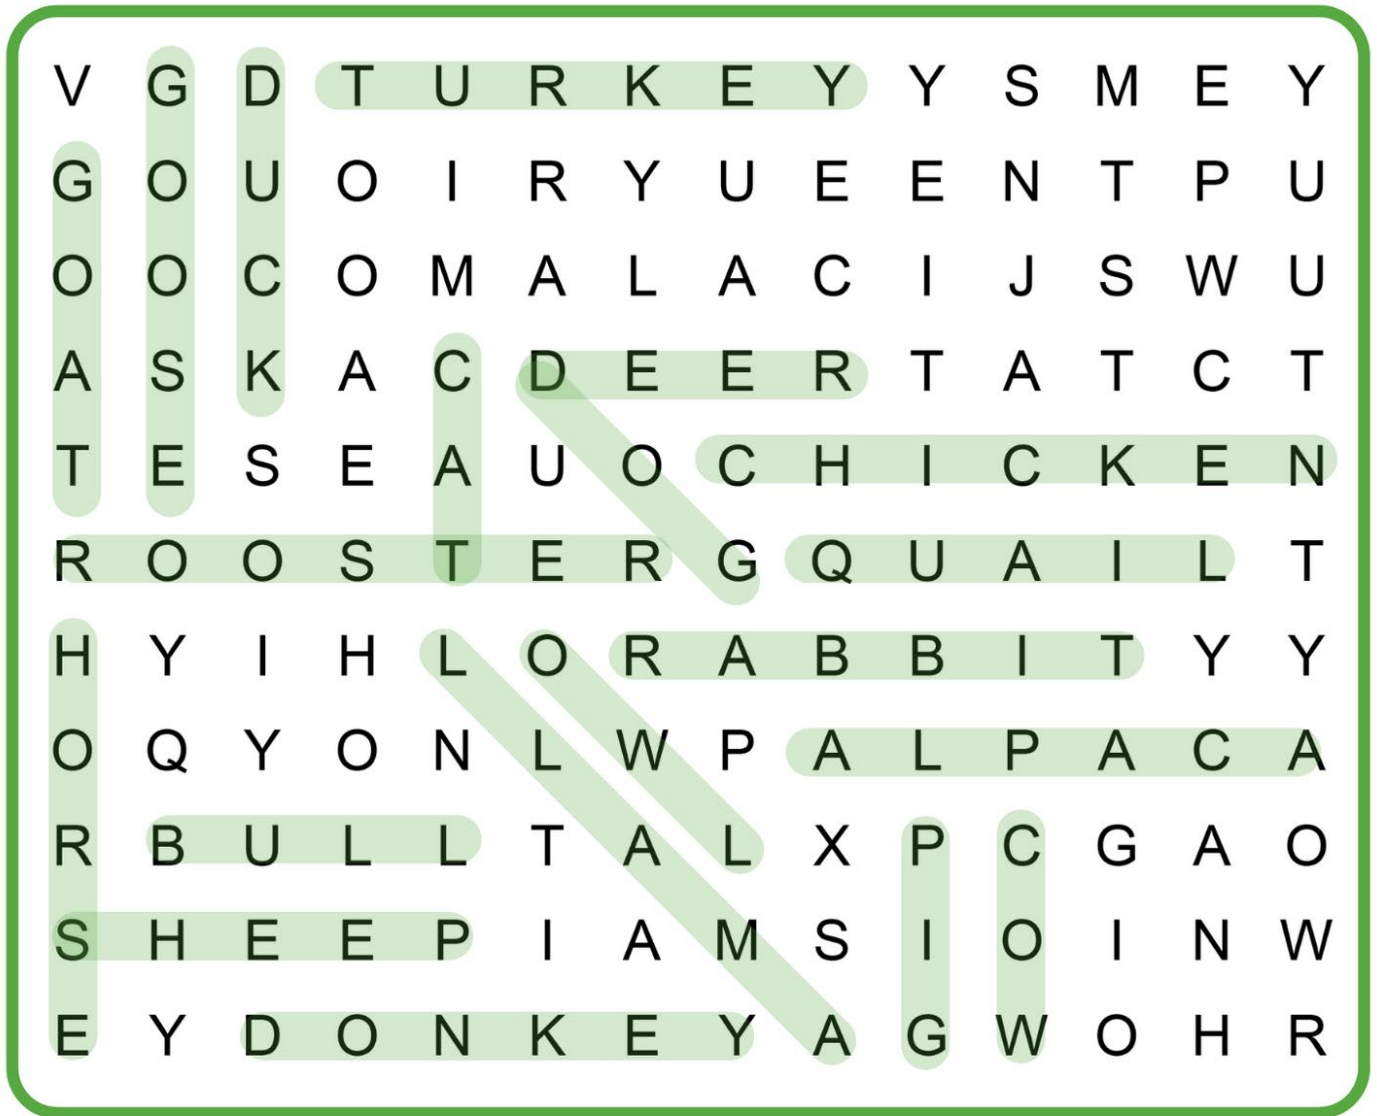 V G D T U R K E Y Y S M E Y
G O U O I R Y U E E N T P U
O O C O M A L A C I J S W U
A S K A C D E E R T A T C T
T E S E A U O C H I C K E N
R O O S T E R G Q U A I L T
H Y I H L O R A B B I T Y Y
O Q Y O N L W P A L P A C A
R B U L L T A L X P C G A O
S H E E P I A M S I O I N W
E Y D O N K E Y A G W O H R